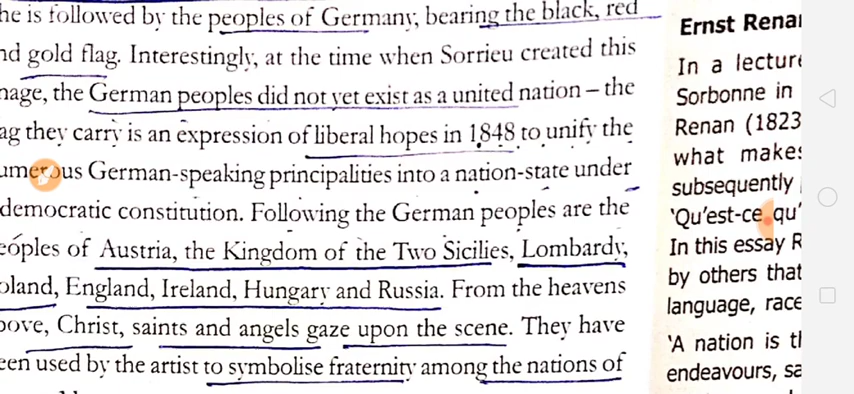 he is followed by the peoples of Germany, bearing the black, red
nd gold flag. Interestingly, at the time when Sorrieu created this
mage, the German peoples did not yet exist as a united nation – the
ag they carry is an expression of liberal hopes in 1848 to unify the
umerous German-speaking principalities into a nation-state under
democratic constitution. Following the German peoples are the
eoples of Austria, the Kingdom of the Two Sicilies, Lombardy,
oland, England, Ireland, Hungary and Russia. From the heavens
bove, Christ, saints and angels gaze upon the scene. They have
een used by the artist to symbolise fraternity among the nations of
Ernst Renan
In a lecture
Sorbonne in
Renan (1823
what makes
subsequently
'Qu'est-ce qu'
In this essay R
by others that
language, race
'A nation is th
endeavours, sa